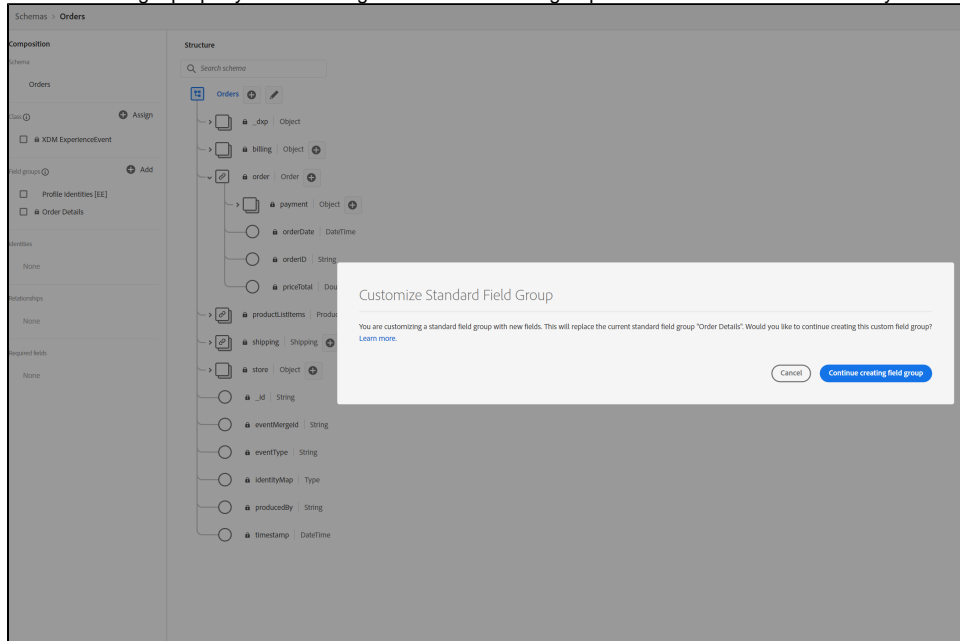 Schemas > Orders
Composition
Schema
Orders
Class
Assign
XDM ExperienceEvent
Field groups
Add
Profile Identities [EE]
Order Details
Identities
None
Relationships
None
Required fields
None
Structure
Search schema
Orders
_dxp | Object
billing | Object
order | Order
payment | Object
orderDate | DateTime
orderID | String
priceTotal | Dou
productListItems | Produc
shipping | Shipping
store | Object
_id | String
eventMergeId | String
eventType | String
identityMap | Type
producedBy | String
timestamp | DateTime
Customize Standard Field Group
You are customizing a standard field group with new fields. This will replace the current standard field group "Order Details". Would you like to continue creating this custom field group?
Learn more.
Cancel
Continue creating field group